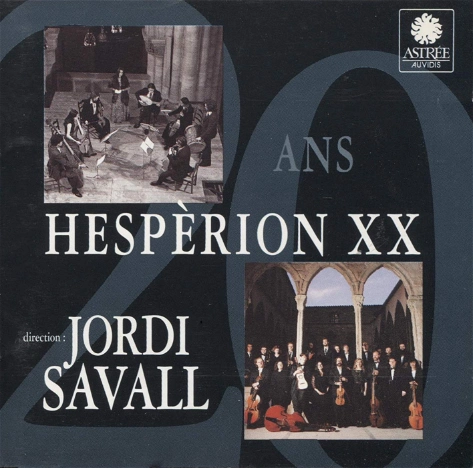 ASTRÉE
AUVIDIS
20
ANS
HESPÈRION XX
direction :
JORDI
SAVALL